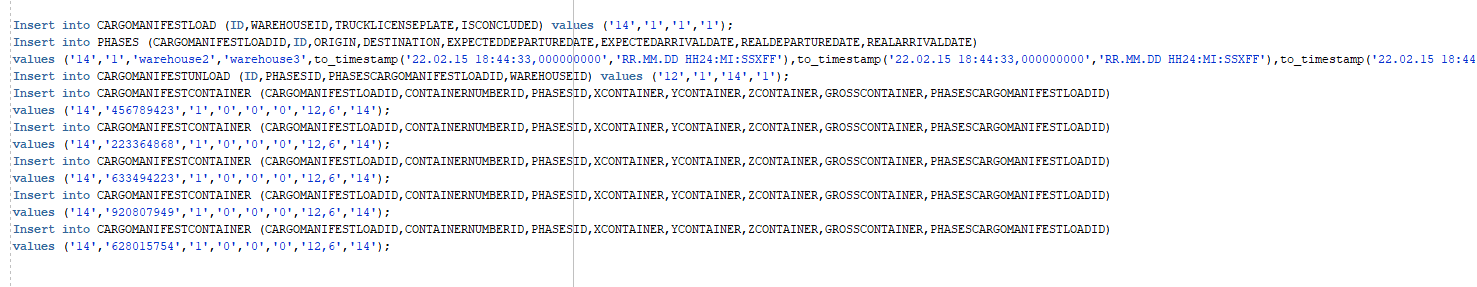 Insert into CARGOMANIFESTLOAD (ID,WAREHOUSEID,TRUCKLICENSEPLATE,ISCONCLUDED) values ('14','1','1','1');
Insert into PHASES (CARGOMANIFESTLOADID,ID,ORIGIN,DESTINATION,EXPECTEDDEPARTUREDATE,EXPECTEDARRIVALDATE,REALDEPARTUREDATE,REALARRIVALDATE)
values ('14','1','warehouse2','warehouse3',to_timestamp('22.02.15 18:44:33,000000000','RR.MM.DD HH24:MI:SSXFF'),to_timestamp('22.02.15 18:44:33,000000000','RR.MM.DD HH24:MI:SSXFF'),to_timestamp('22.02.15 18:44
Insert into CARGOMANIFESTUNLOAD (ID,PHASESID,PHASESCARGOMANIFESTLOADID,WAREHOUSEID) values ('12','1','14','1');
Insert into CARGOMANIFESTCONTAINER (CARGOMANIFESTLOADID,CONTAINERNUMBERID,PHASESID,XCONTAINER,YCONTAINER,ZCONTAINER,GROSSCONTAINER,PHASESCARGOMANIFESTLOADID)
values ('14','456789423','1','0','0','0','12,6','14');
Insert into CARGOMANIFESTCONTAINER (CARGOMANIFESTLOADID,CONTAINERNUMBERID,PHASESID,XCONTAINER,YCONTAINER,ZCONTAINER,GROSSCONTAINER,PHASESCARGOMANIFESTLOADID)
values ('14','223364868','1','0','0','0','12,6','14');
Insert into CARGOMANIFESTCONTAINER (CARGOMANIFESTLOADID,CONTAINERNUMBERID,PHASESID,XCONTAINER,YCONTAINER,ZCONTAINER,GROSSCONTAINER,PHASESCARGOMANIFESTLOADID)
values ('14','633494223','1','0','0','0','12,6','14');
Insert into CARGOMANIFESTCONTAINER (CARGOMANIFESTLOADID,CONTAINERNUMBERID,PHASESID,XCONTAINER,YCONTAINER,ZCONTAINER,GROSSCONTAINER,PHASESCARGOMANIFESTLOADID)
values ('14','920807949','1','0','0','0','12,6','14');
Insert into CARGOMANIFESTCONTAINER (CARGOMANIFESTLOADID,CONTAINERNUMBERID,PHASESID,XCONTAINER,YCONTAINER,ZCONTAINER,GROSSCONTAINER,PHASESCARGOMANIFESTLOADID)
values ('14','628015754','1','0','0','0','12,6','14');